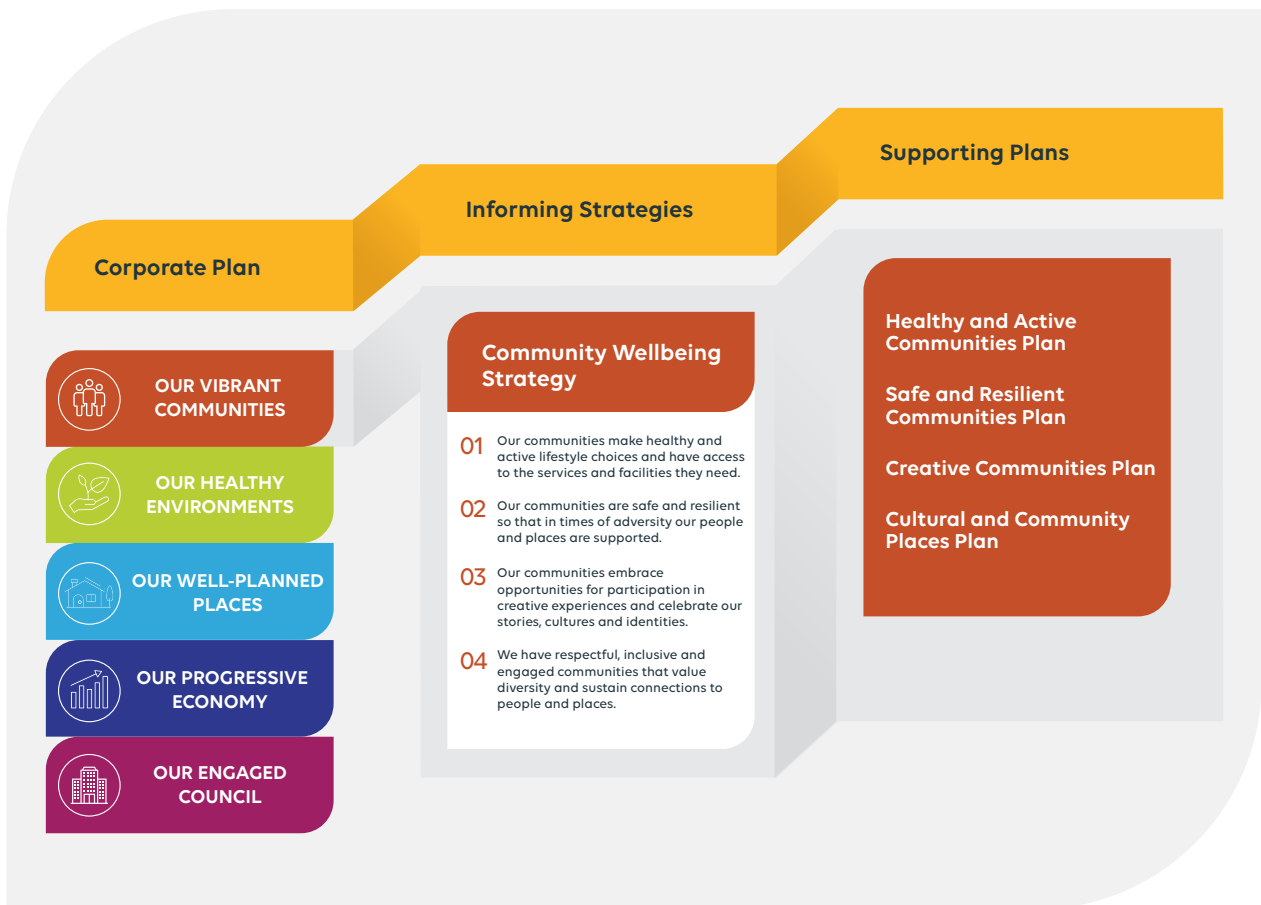 Corporate Plan
OUR VIBRANT
COMMUNITIES
OUR HEALTHY
ENVIRONMENTS
OUR WELL-PLANNED
PLACES
OUR PROGRESSIVE
ECONOMY
OUR ENGAGED
COUNCIL
Informing Strategies
Community Wellbeing
Strategy
01 Our communities make healthy and
active lifestyle choices and have access
to the services and facilities they need.
02 Our communities are safe and resilient
so that in times of adversity our people
and places are supported.
03 Our communities embrace
opportunities for participation in
creative experiences and celebrate our
stories, cultures and identities.
04 We have respectful, inclusive and
engaged communities that value
diversity and sustain connections to
people and places.
Supporting Plans
Healthy and Active
Communities Plan
Safe and Resilient
Communities Plan
Creative Communities Plan
Cultural and Community
Places Plan